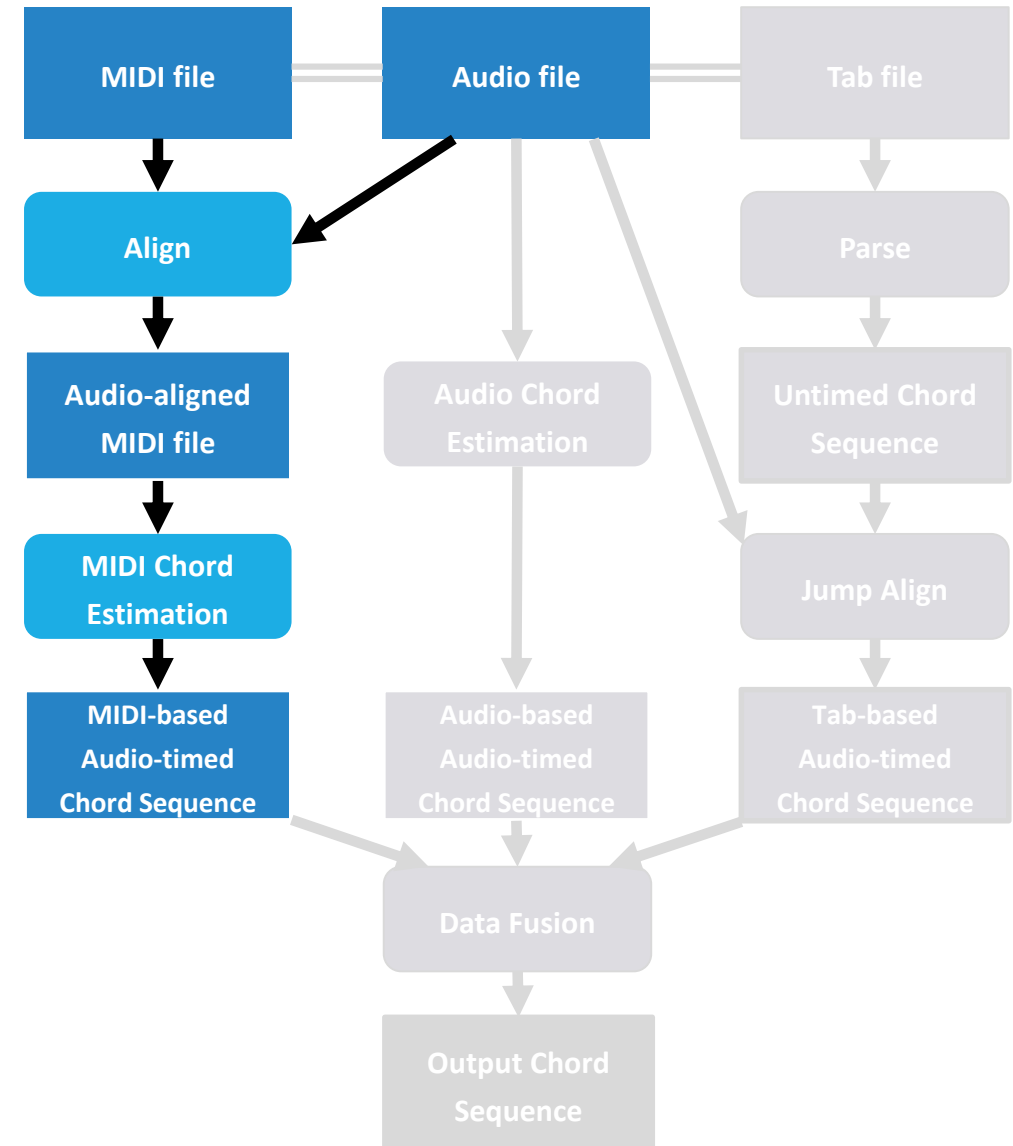 MIDI file
Audio file
Tab file
Align
Parse
Audio-aligned
MIDI file
Audio Chord
Estimation
Untimed Chord
Sequence
MIDI Chord
Estimation
Jump Align
MIDI-based
Audio-timed
Chord Sequence
Audio-based
Audio-timed
Chord Sequence
Tab-based
Audio-timed
Chord Sequence
Data Fusion
Output Chord
Sequence